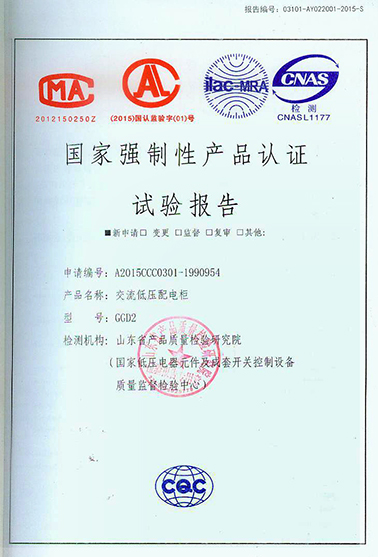 报告编号：03101-AY022001-2015-S
MA
CAL
ilac-MRA
CNAS
2012150250Z
(2015)国认监验字(01)号
检 测
CNASL1177
国家强制性产品认证
试验报告
■新申请□ 变更 □监督 □复审 □其他:
申请编号：A2015CCC0301-1990954
产品名称：交流低压配电柜
型 号：GGD2
检测机构：山东省产品质量检验研究院
(国家低压电器元件及成套开关控制设备
质量监督检验中心)
CQC